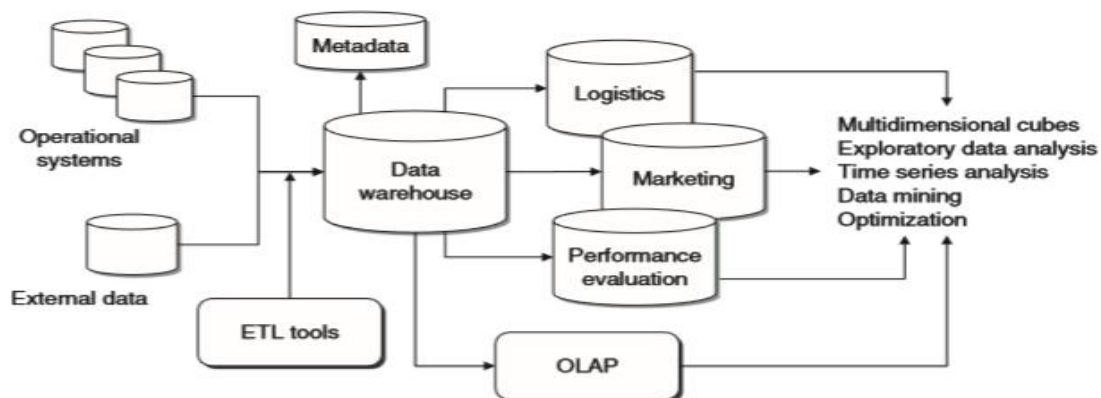 Metadata
Operational
systems
Data
warehouse
Logistics
Marketing
Performance
evaluation
Multidimensional cubes
Exploratory data analysis
Time series analysis
Data mining
Optimization
External data
ETL tools
OLAP